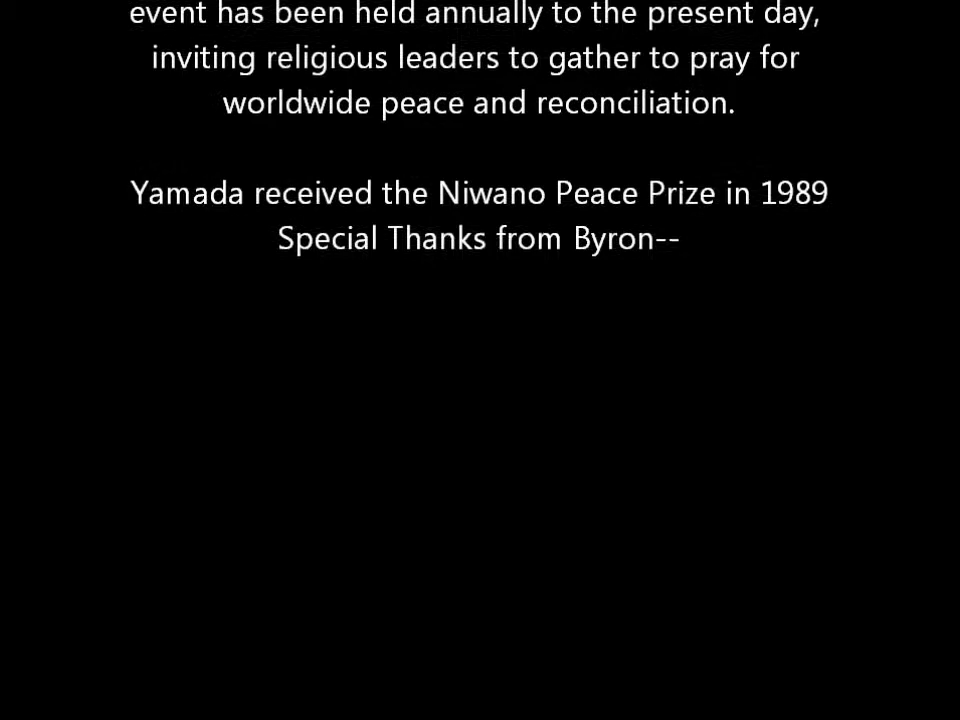 event has been held annually to the present day,
inviting religious leaders to gather to pray for
worldwide peace and reconciliation.
Yamada received the Niwano Peace Prize in 1989
Special Thanks from Byron--